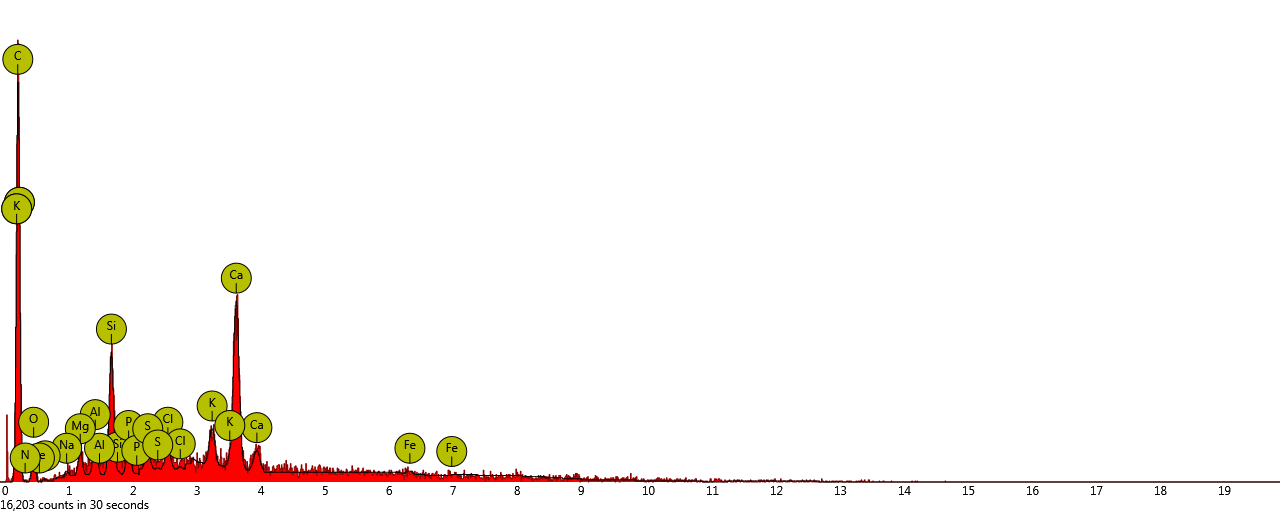 C
K
Ca
Si
K
Al
O
P
S
Cl
Mg
K
Ca
Na
Al
Si
P
S
Cl
Fe
Fe
N
e
0 1 2 3 4 5 6 7 8 9 10 11 12 13 14 15 16 17 18 19
16,203 counts in 30 seconds